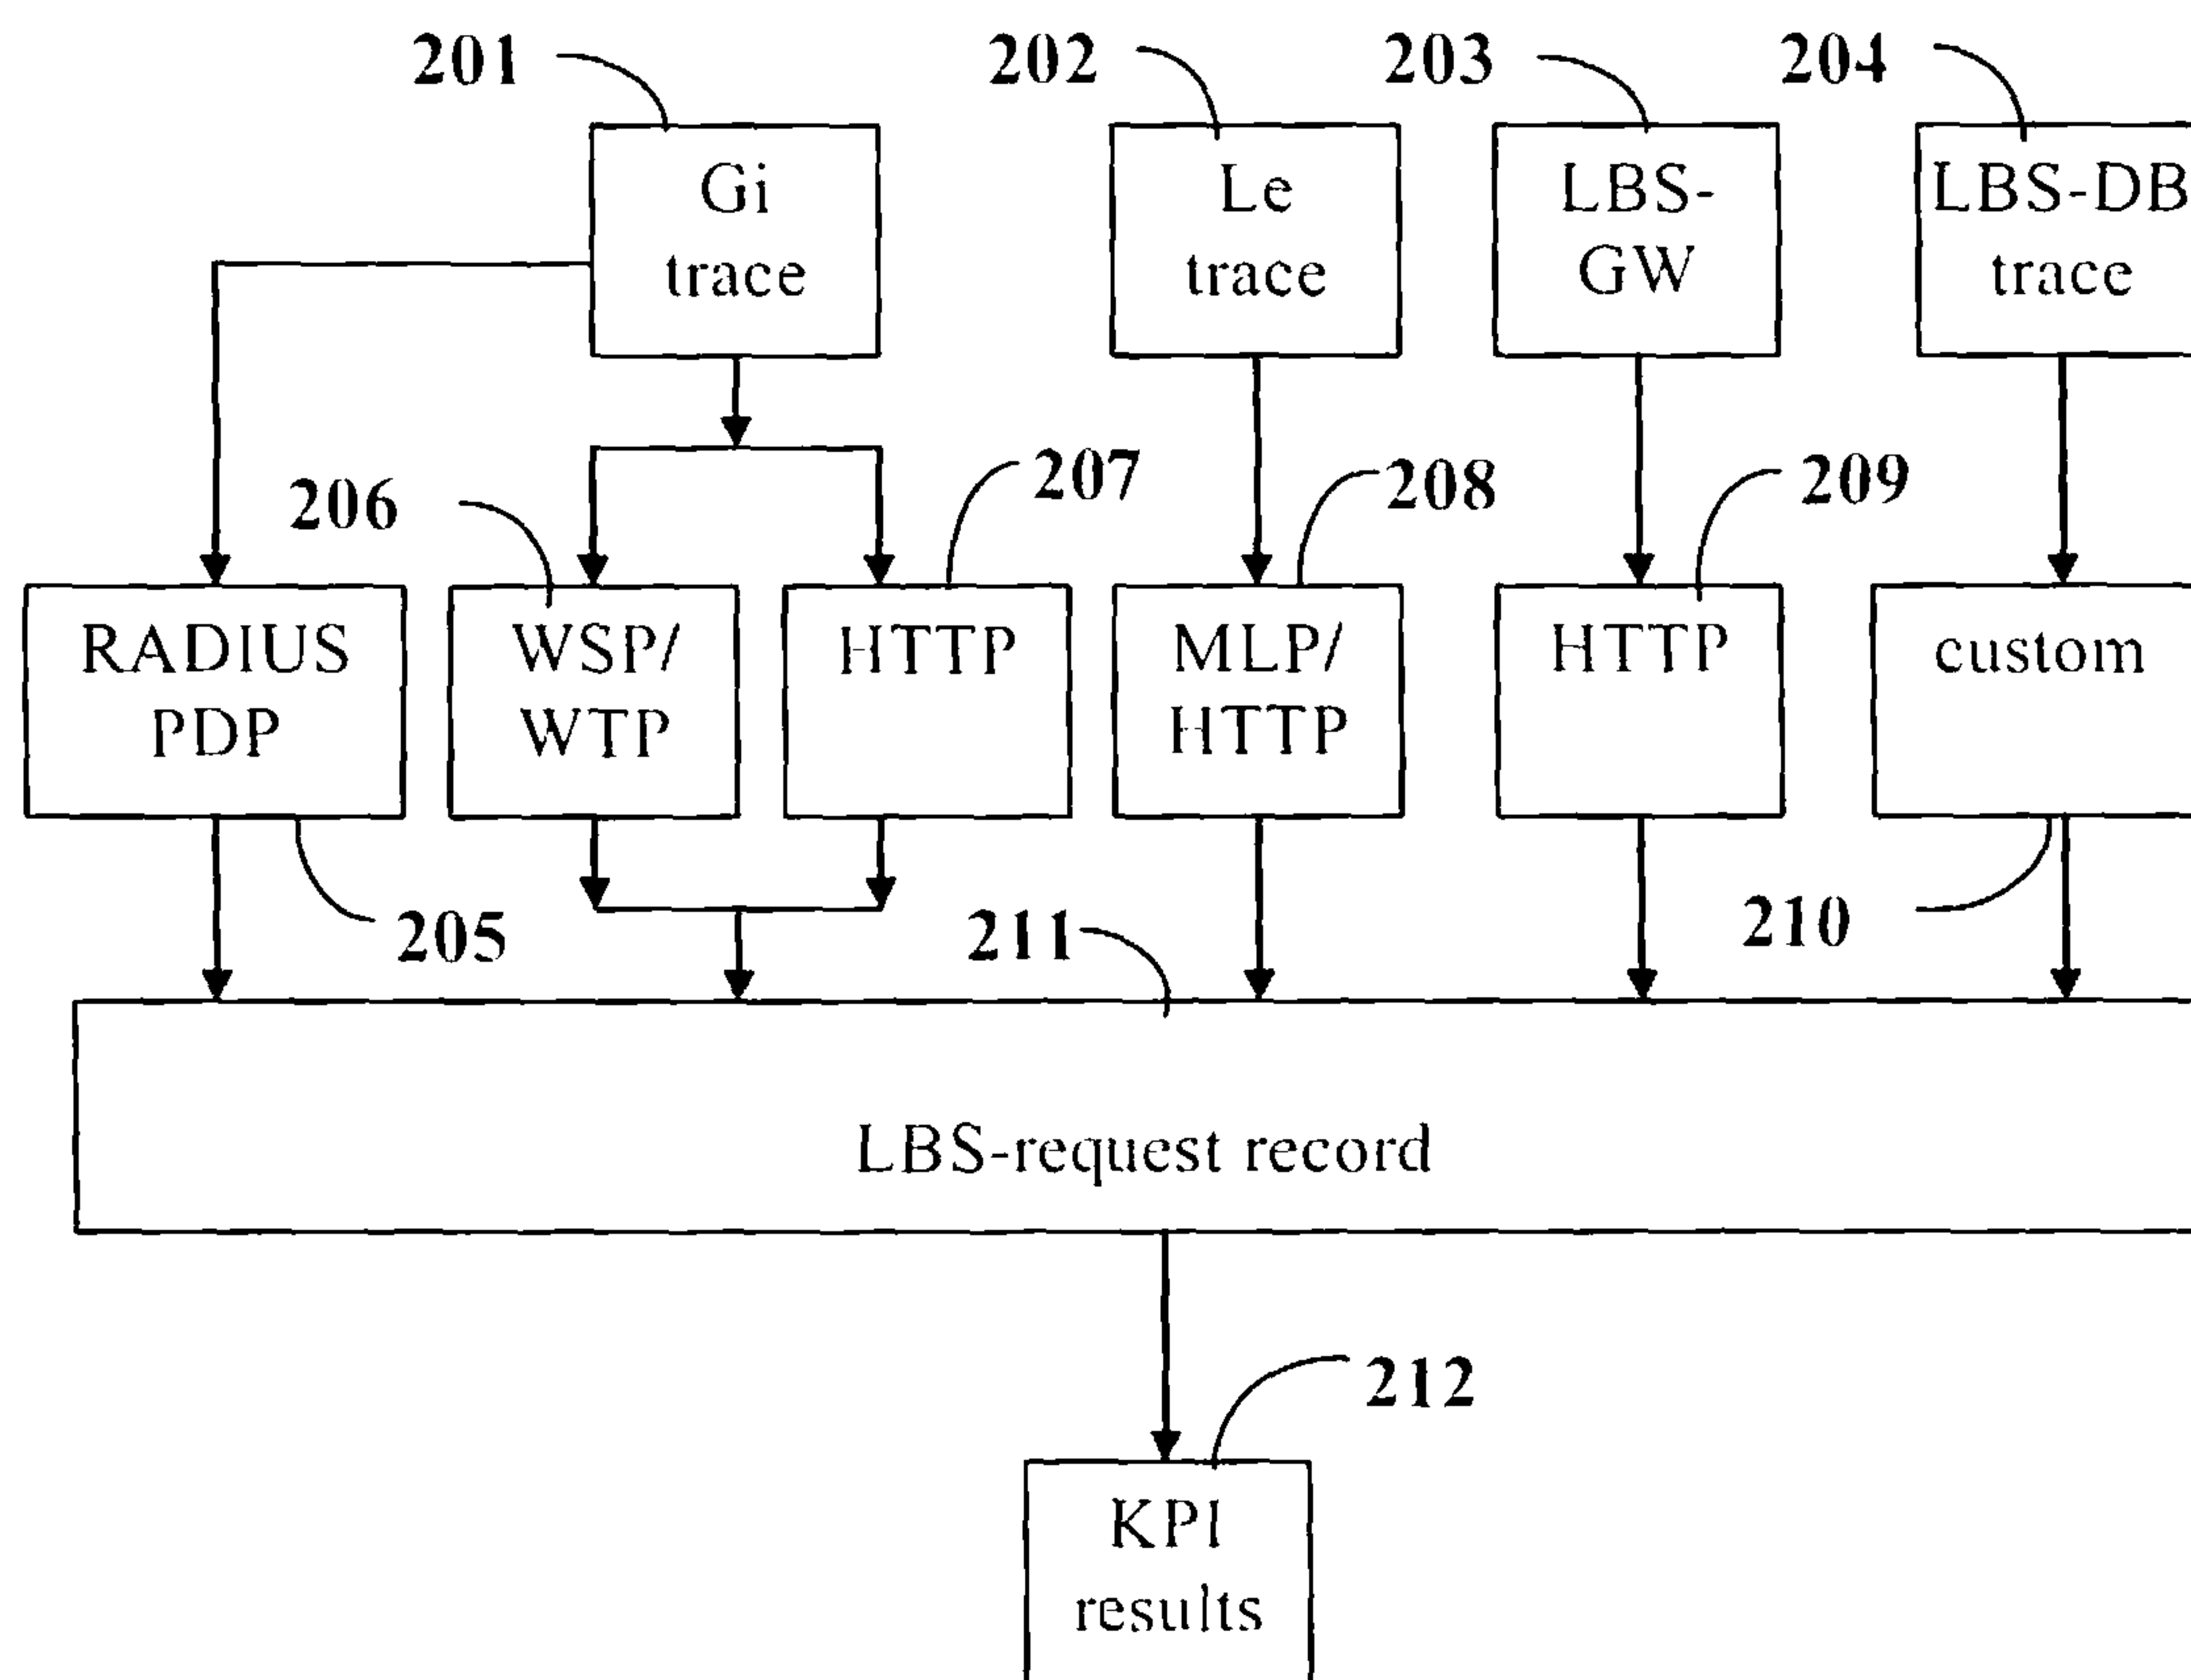 201
202
203
204
Gi
trace
Le
trace
LBS-
GW
LBS-DB
trace
206
207
208
209
RADIUS
PDP
WSP/
WTP
HTTP
MLP/
HTTP
HTTP
custom
205
211
210
LBS-request record
212
KPI
results